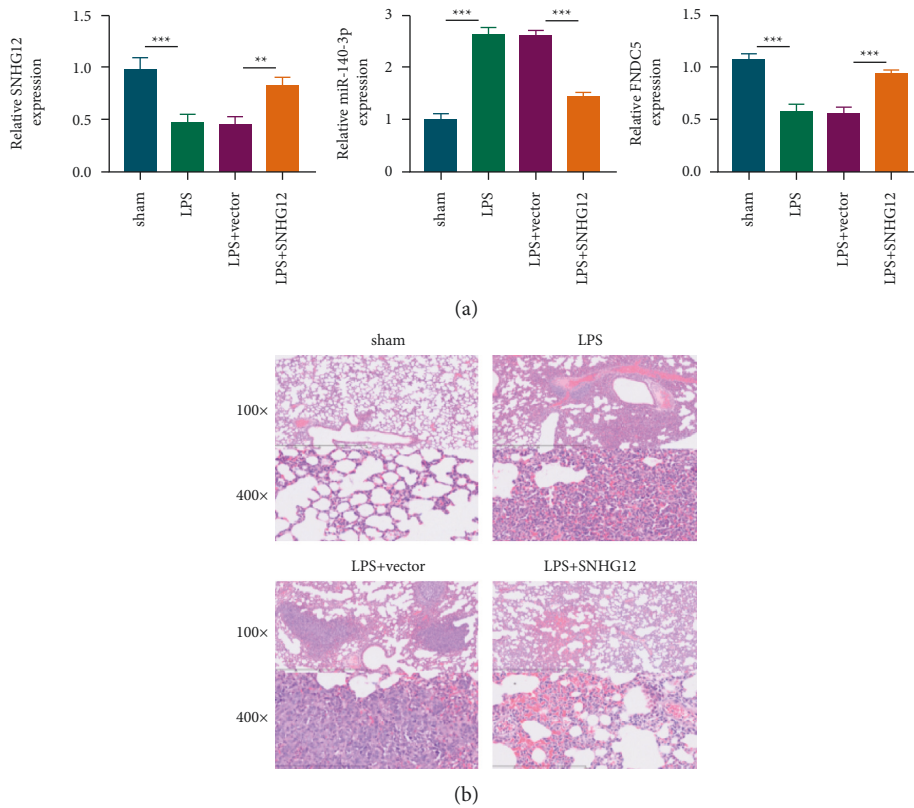 Relative SNHG12
expression
1.5
1.0
0.5
0.0
***
**
sham
LPS
LPS+vector
LPS+SNHG12
Relative miR-140-3p
expression
3
2
1
0
***
***
sham
LPS
LPS+vector
LPS+SNHG12
Relative FNDC5
expression
1.5
1.0
0.5
0.0
***
***
sham
LPS
LPS+vector
LPS+SNHG12
(a)
sham
LPS
100×
400×
LPS+vector
LPS+SNHG12
100×
400×
(b)